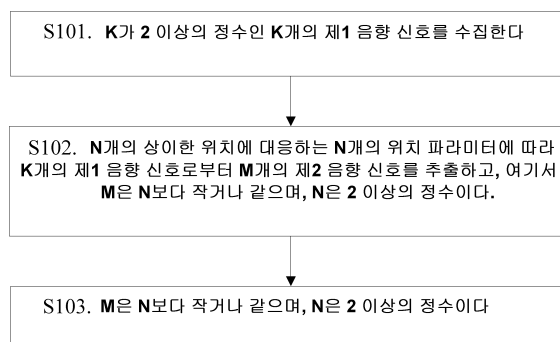 S101. K가 2 이상의 정수인 K개의 제1 음향 신호를 수집한다
S102. N개의 상이한 위치에 대응하는 N개의 위치 파라미터에 따라
K개의 제1 음향 신호로부터 M개의 제2 음향 신호를 추출하고, 여기서
M은 N보다 작거나 같으며, N은 2 이상의 정수이다.
S103. M은 N보다 작거나 같으며, N은 2 이상의 정수이다